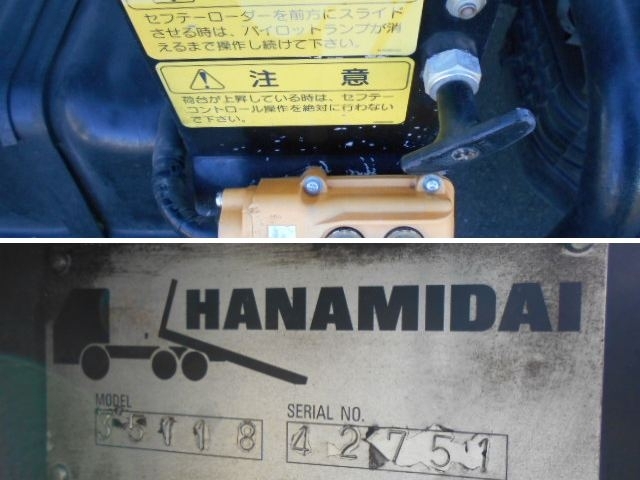 セフテーローダーを前方にスライド
させる時は、パイロットランプが消
えるまで操作し続けて下さい。
注意
荷台が上昇している時は、セフテー
コントロール操作を絶対に行わない
で下さい。
HANAMIDAI
MODEL
35118
SERIAL NO.
42751